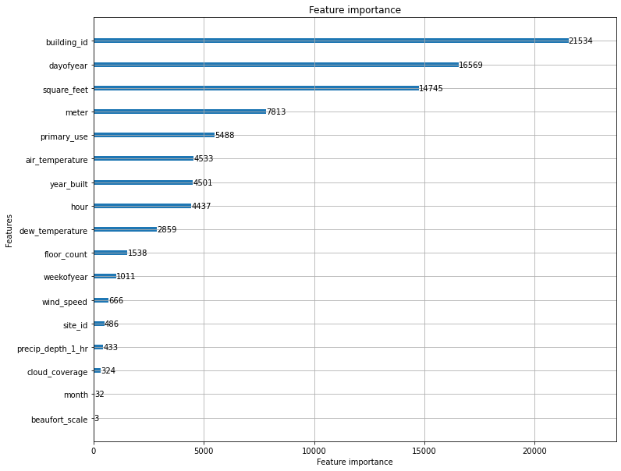 Feature importance
building_id 21534
dayofyear 16569
square_feet 14745
meter 7813
primary_use 5488
air_temperature 4533
year_built 4501
hour 4437
dew_temperature 2859
floor_count 1538
weekofyear 1011
wind_speed 666
site_id 486
precip_depth_1_hr 433
cloud_coverage 324
month 32
beaufort_scale 3
Features
0 5000 10000 15000 20000
Feature importance